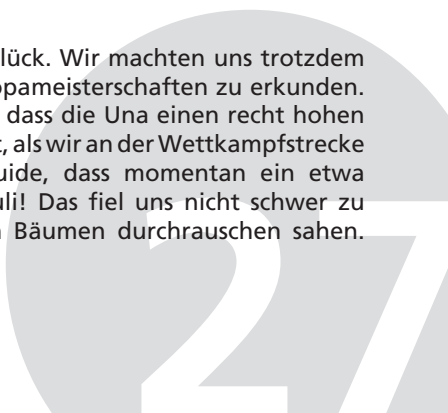 lück. Wir machten uns trotzdem
opameisterschaften zu erkunden.
dass die Una einen recht hohen
, als wir an der Wettkampfstrecke
uide, dass momentan ein etwa
uli! Das fiel uns nicht schwer zu
Bäumen durchrauschen sahen.
27